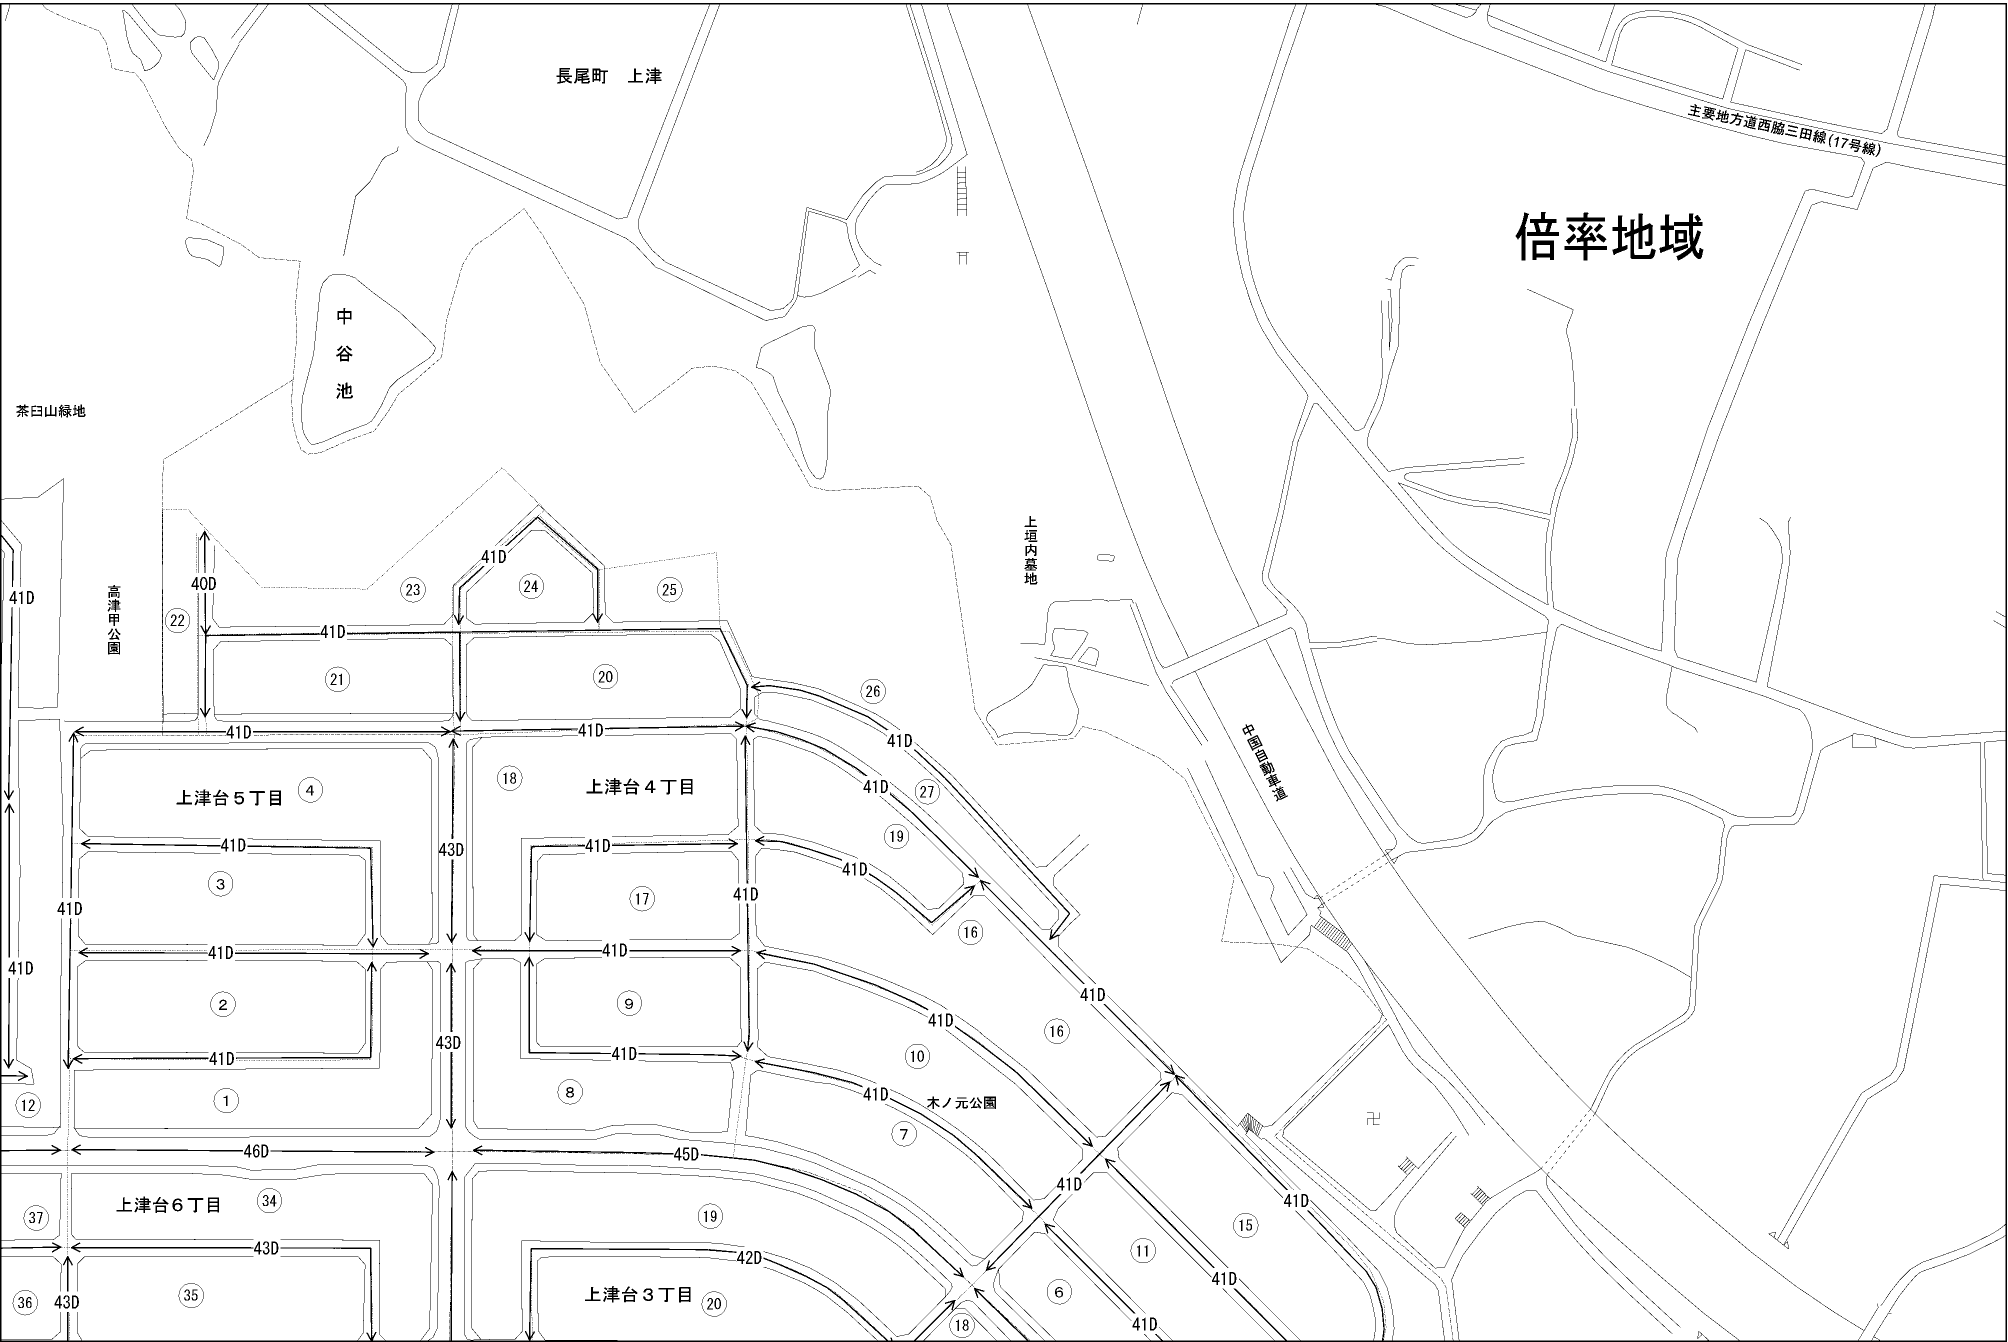 長尾町　上津
主要地方道西脇三田線(17号線)
倍率地域
中谷池
茶臼山緑地
上垣内墓地
高津甲公園
中国自動車道
41D
40D
41D
41D
22
23
24
25
21
20
26
41D
41D
41D
41D
27
上津台５丁目
4
18
上津台４丁目
19
41D
43D
41D
41D
3
17
41D
41D
16
41D
41D
41D
41D
2
9
41D
16
43D
41D
41D
10
1
8
41D
木ノ元公園
7
12
卍
46D
45D
41D
41D
上津台６丁目
34
37
19
15
43D
42D
11
41D
36
43D
35
上津台３丁目
20
6
18
41D